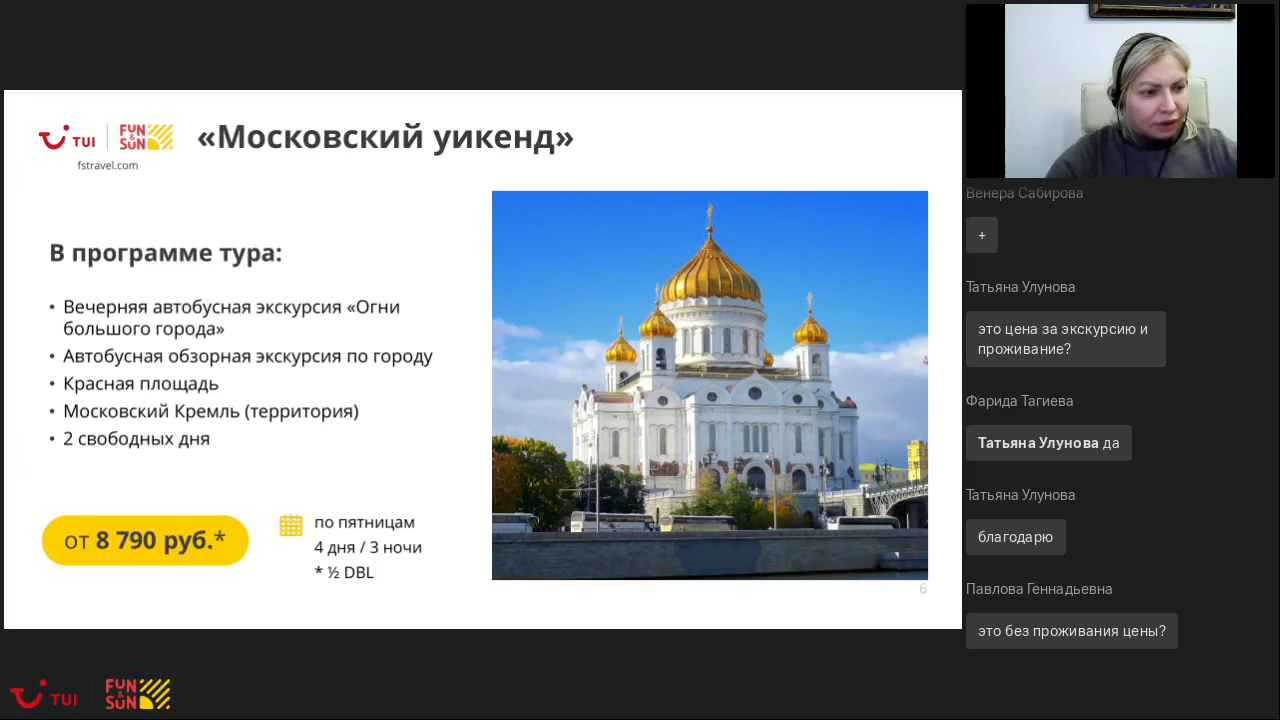 TUI
FUN
&
SUN
fstravel.com
«Московский уикенд»
В программе тура:
• Вечерняя автобусная экскурсия «Огни
большого города»
• Автобусная обзорная экскурсия по городу
• Красная площадь
• Московский Кремль (территория)
• 2 свободных дня
от 8 790 руб.*
по пятницам
4 дня / 3 ночи
* ½ DBL
6
Венера Сабирова
+
Татьяна Улунова
это цена за экскурсию и
проживание?
Фарида Тагиева
Татьяна Улунова да
Татьяна Улунова
благодарю
Павлова Геннадьевна
это без проживания цены?
TUI
FUN
&
SUN